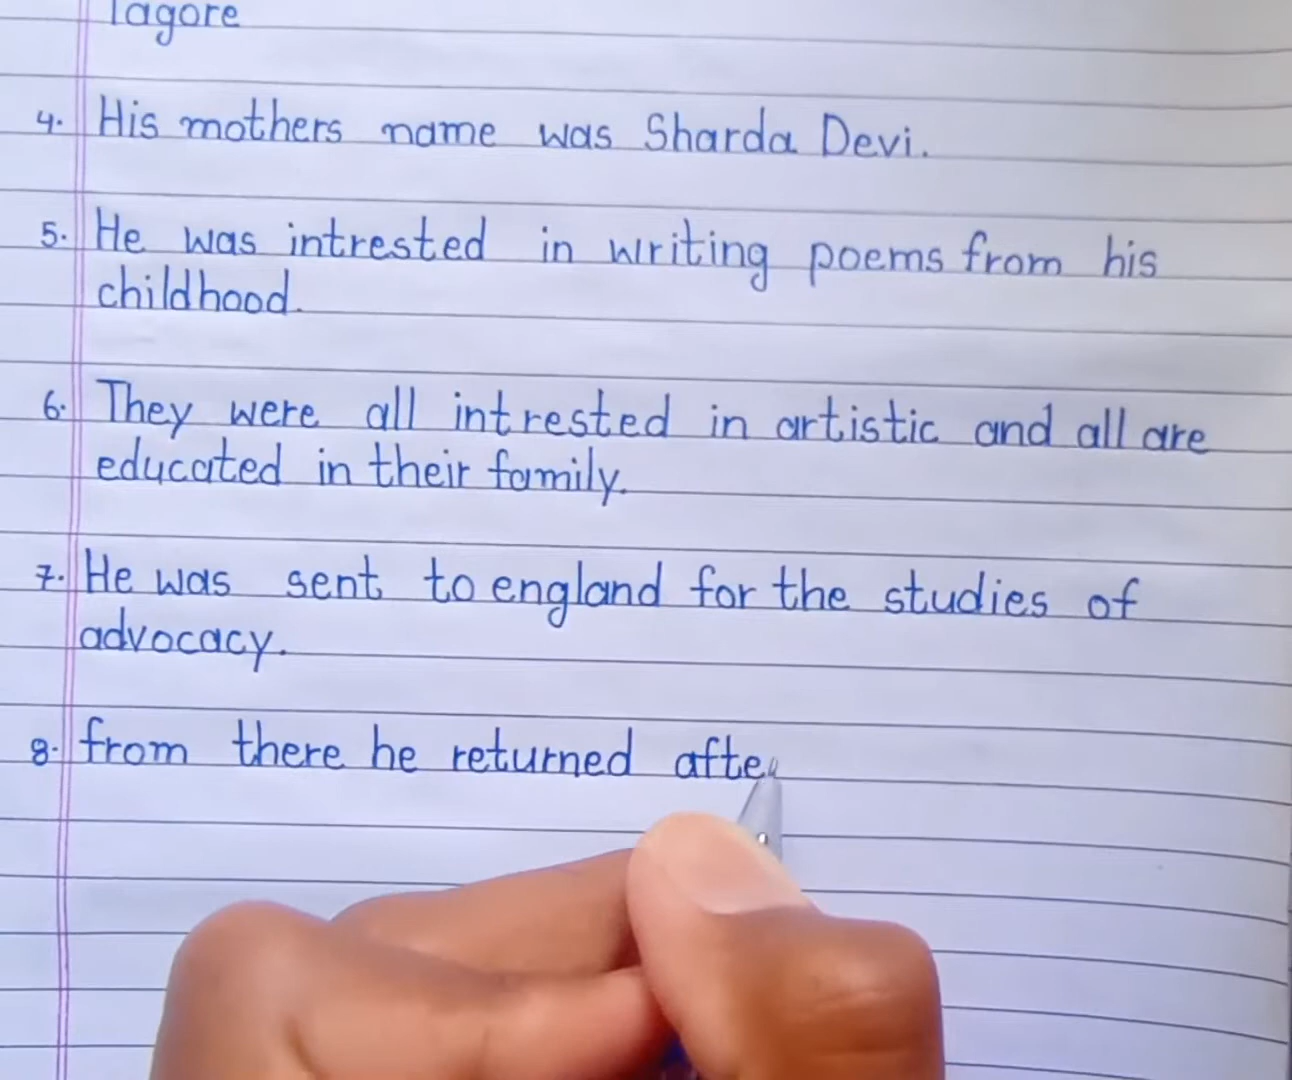 Tagore
4. His mothers name was Sharda Devi.
5. He was intrested in writing poems from his
childhood.
6. They were all intrested in artistic and all are
educated in their family.
7. He was sent to england for the studies of
advocacy.
8. from there he returned afte